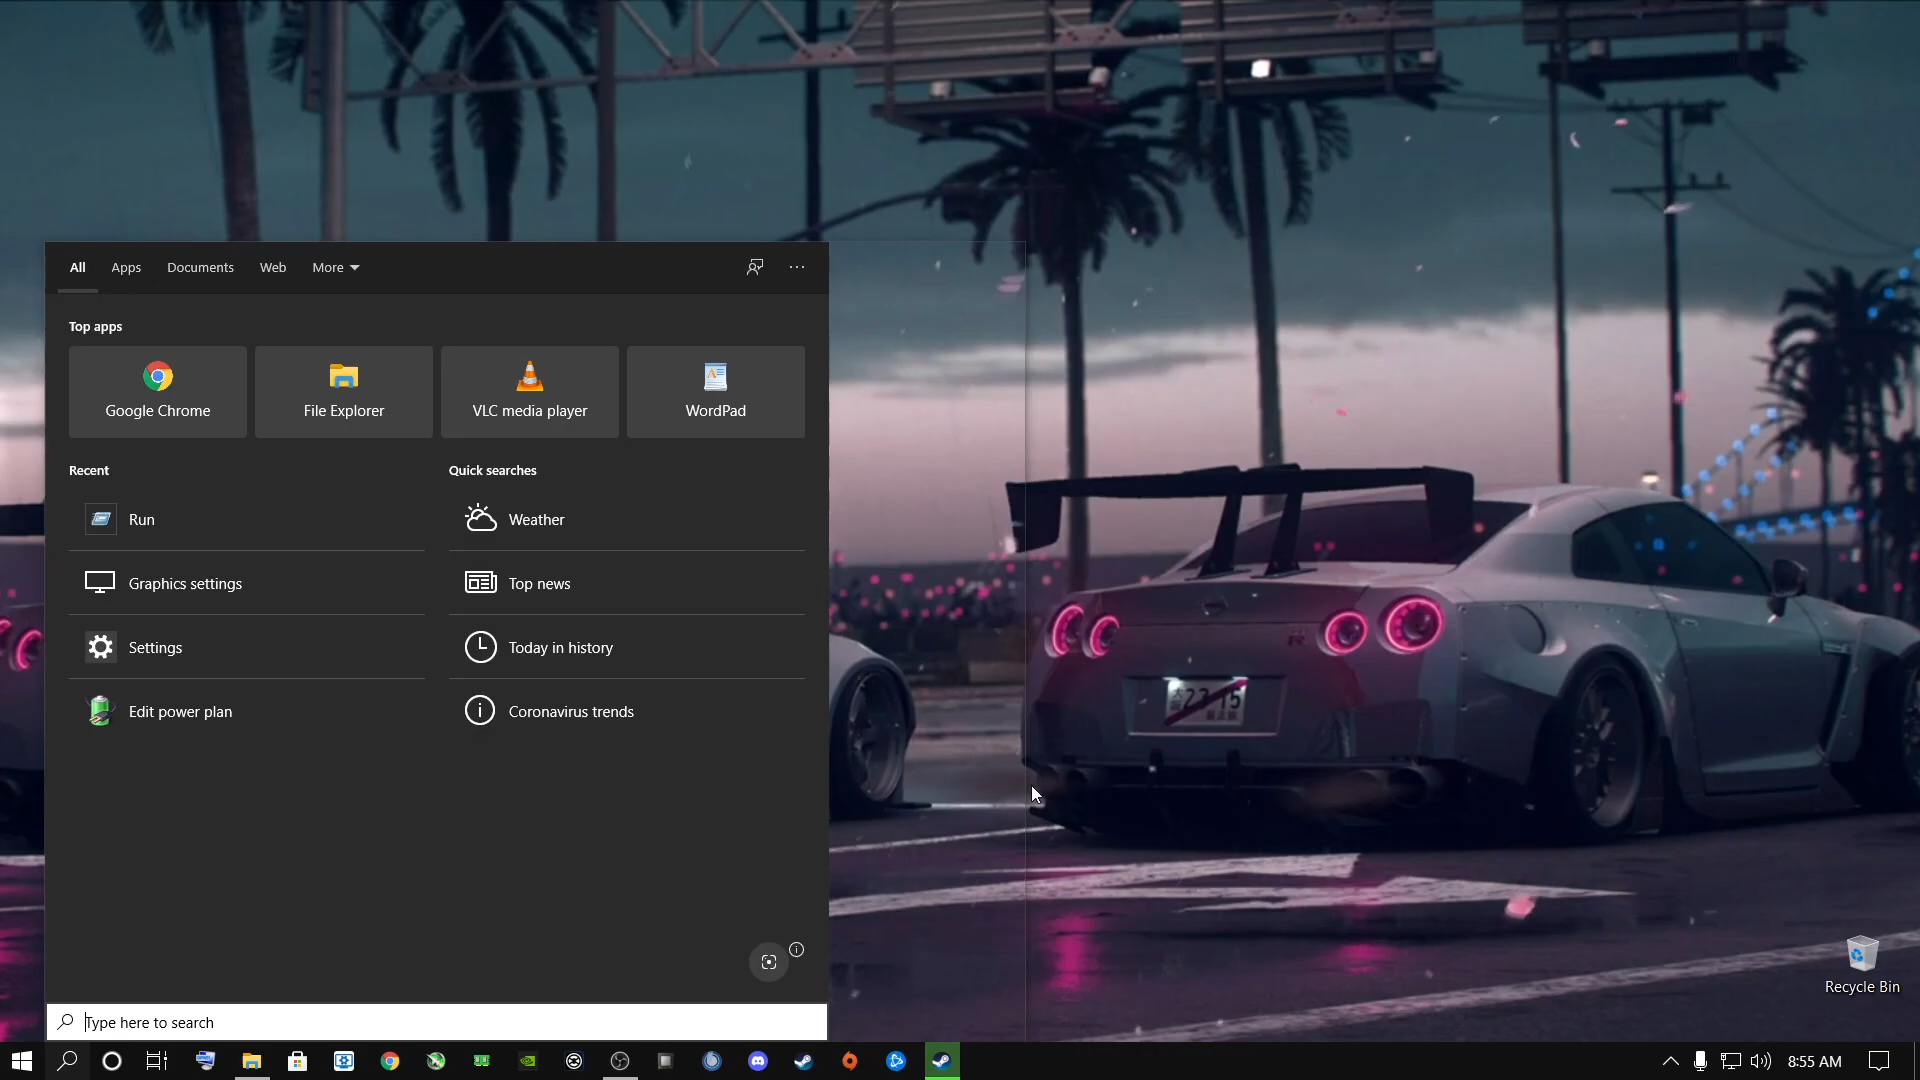 All Apps Documents Web More
Top apps
Google Chrome File Explorer VLC media player WordPad
Recent Quick searches
Run Weather
Graphics settings Top news
Settings Today in history
Edit power plan Coronavirus trends
Type here to search
Recycle Bin
8:55 AM